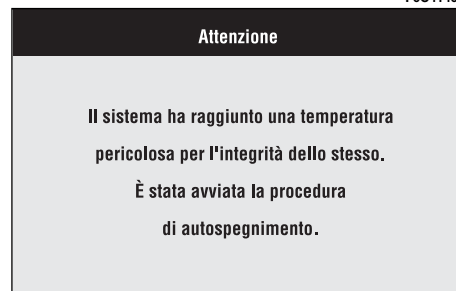 Attenzione
Il sistema ha raggiunto una temperatura
pericolosa per l'integrità dello stesso.
È stata avviata la procedura
di autospegnimento.